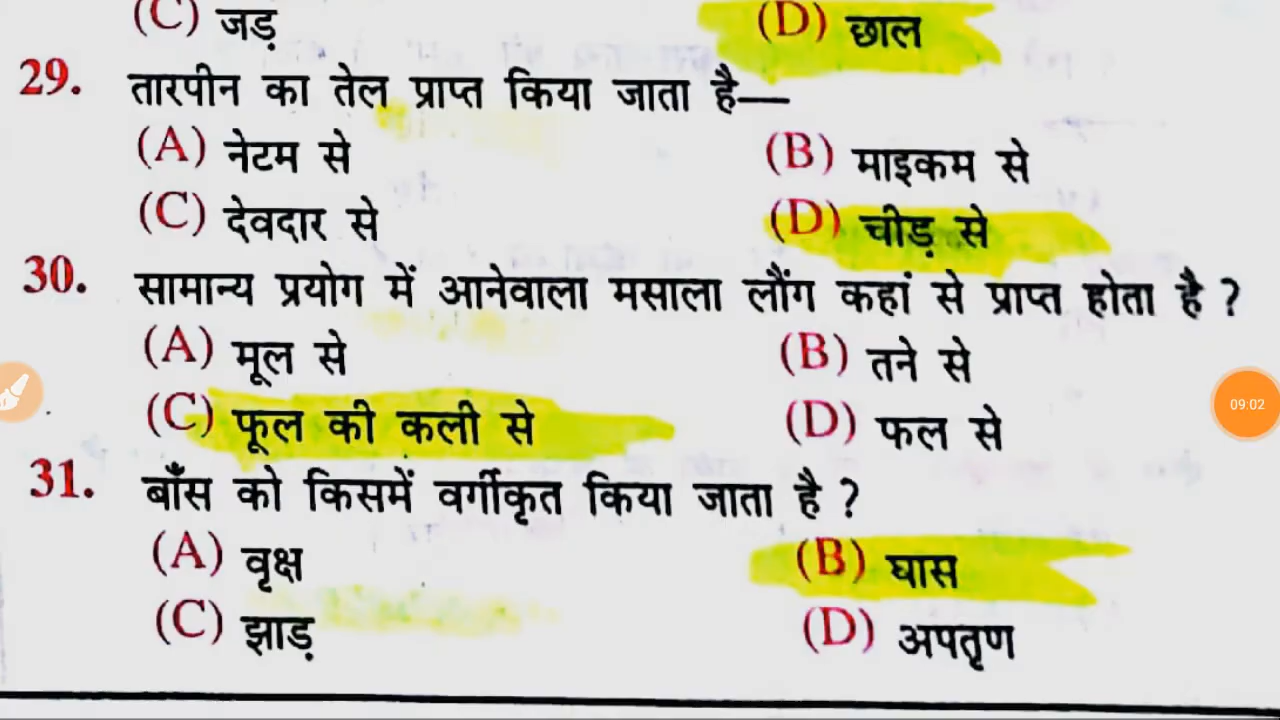 (C) जड़ (D) छाल
29. तारपीन का तेल प्राप्त किया जाता है—
(A) नेटम से (B) माइकम से
(C) देवदार से (D) चीड़ से
30. सामान्य प्रयोग में आनेवाला मसाला लौंग कहां से प्राप्त होता है ?
(A) मूल से (B) तने से
(C) फूल की कली से (D) फल से
09:02
31. बाँस को किसमें वर्गीकृत किया जाता है ?
(A) वृक्ष (B) घास
(C) झाड़ (D) अपतृण